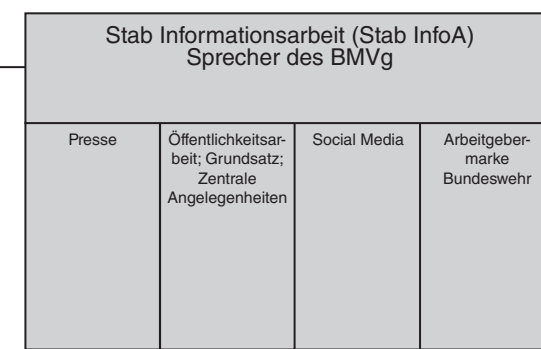 Stab Informationsarbeit (Stab InfoA)
Sprecher des BMVg
Presse
Öffentlichkeitsar-
beit; Grundsatz;
Zentrale
Angelegenheiten
Social Media
Arbeitgeber-
marke
Bundeswehr